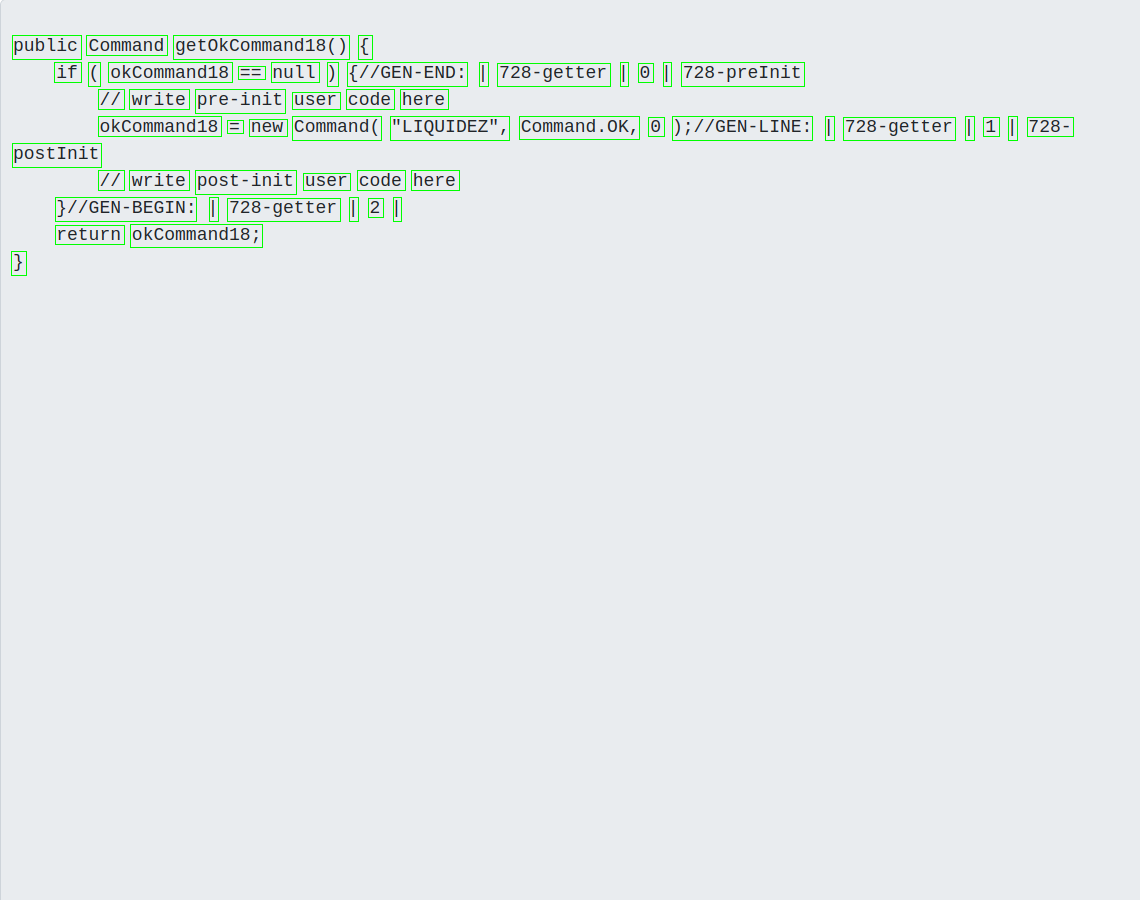 public Command getOkCommand18() {
if ( okCommand18 == null ) {//GEN-END: | 728-getter | 0 | 728-preInit
// write pre-init user code here
okCommand18 = new Command( "LIQUIDEZ", Command.OK, 0 );//GEN-LINE: | 728-getter | 1 | 728-
postInit
// write post-init user code here
}//GEN-BEGIN: | 728-getter | 2 |
return okCommand18;
}